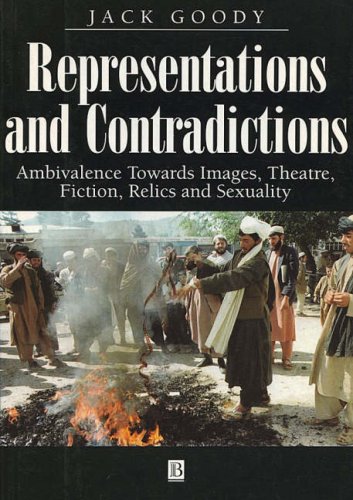 JACK GOODY
Representations
and Contradictions
Ambivalence Towards Images, Theatre,
Fiction, Relics and Sexuality
B